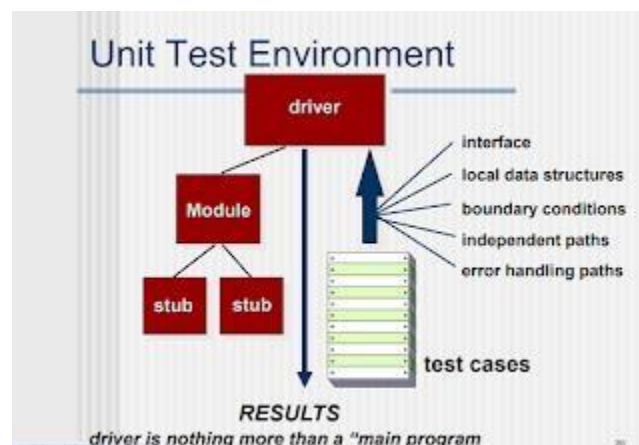 Unit Test Environment
driver
interface
local data structures
boundary conditions
independent paths
error handling paths
Module
stub
stub
test cases
RESULTS
driver is nothing more than a "main program